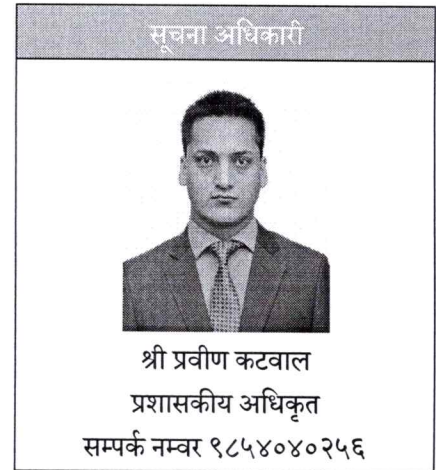 सूचना अधिकारी
श्री प्रवीण कटवाल
प्रशासकीय अधिकृत
सम्पर्क नम्वर ९८५४०४०२५६